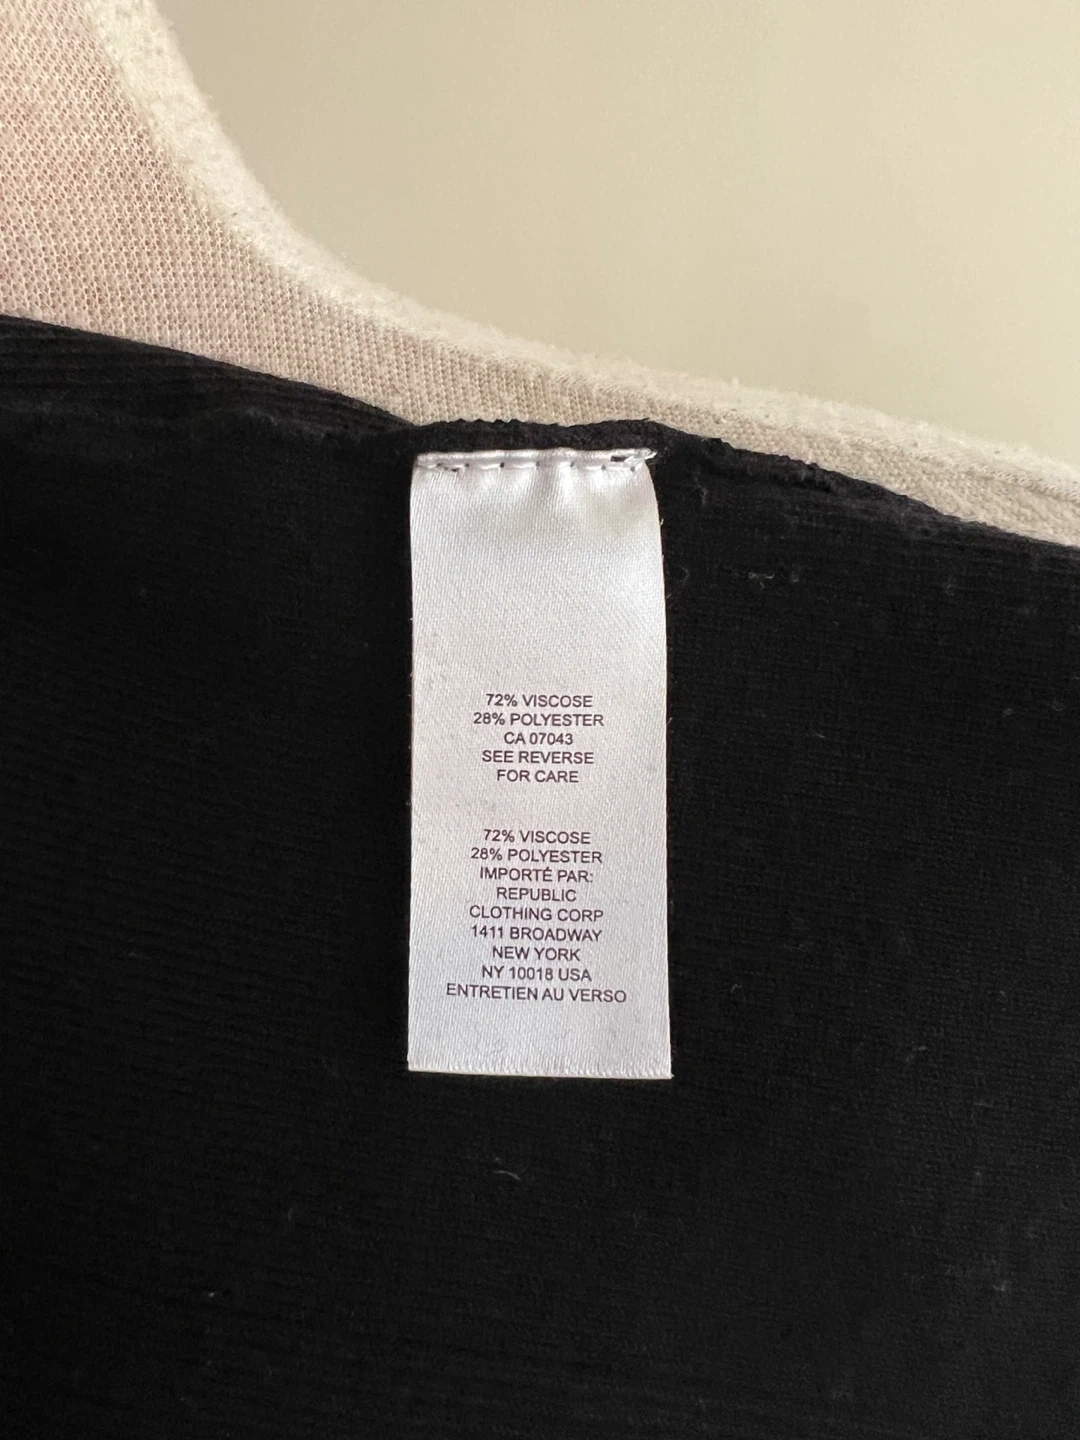 72% VISCOSE
28% POLYESTER
CA 07043
SEE REVERSE
FOR CARE
72% VISCOSE
28% POLYESTER
IMPORTÉ PAR:
REPUBLIC
CLOTHING CORP
1411 BROADWAY
NEW YORK
NY 10018 USA
ENTRETIEN AU VERSO